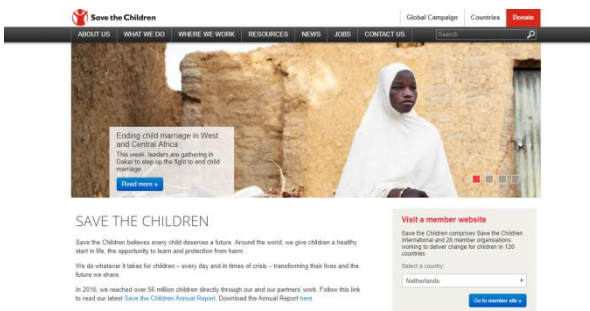 Save the Children
Global Campaign
Countries
Donate
ABOUT US
WHAT WE DO
WHERE WE WORK
RESOURCES
NEWS
JOBS
CONTACT US
Search
Ending child marriage in West
and Central Africa
This week, leaders are gathering in
Dakar to step up the fight to end child
marriage.
Read more »
SAVE THE CHILDREN
Save the Children believes every child deserves a future. Around the world, we give children a healthy
start in life, the opportunity to learn and protection from harm.
We do whatever it takes for children – every day and in times of crisis – transforming their lives and the
future we share.
In 2016, we reached over 56 million children directly through our and our partners' work. Follow this link
to read our latest Save the Children Annual Report. Download the Annual Report here.
Visit a member website
Save the Children comprises Save the Children
International and 28 member organisations
working to deliver change for children in 120
countries.
Select a country:
Netherlands
Go to member site »